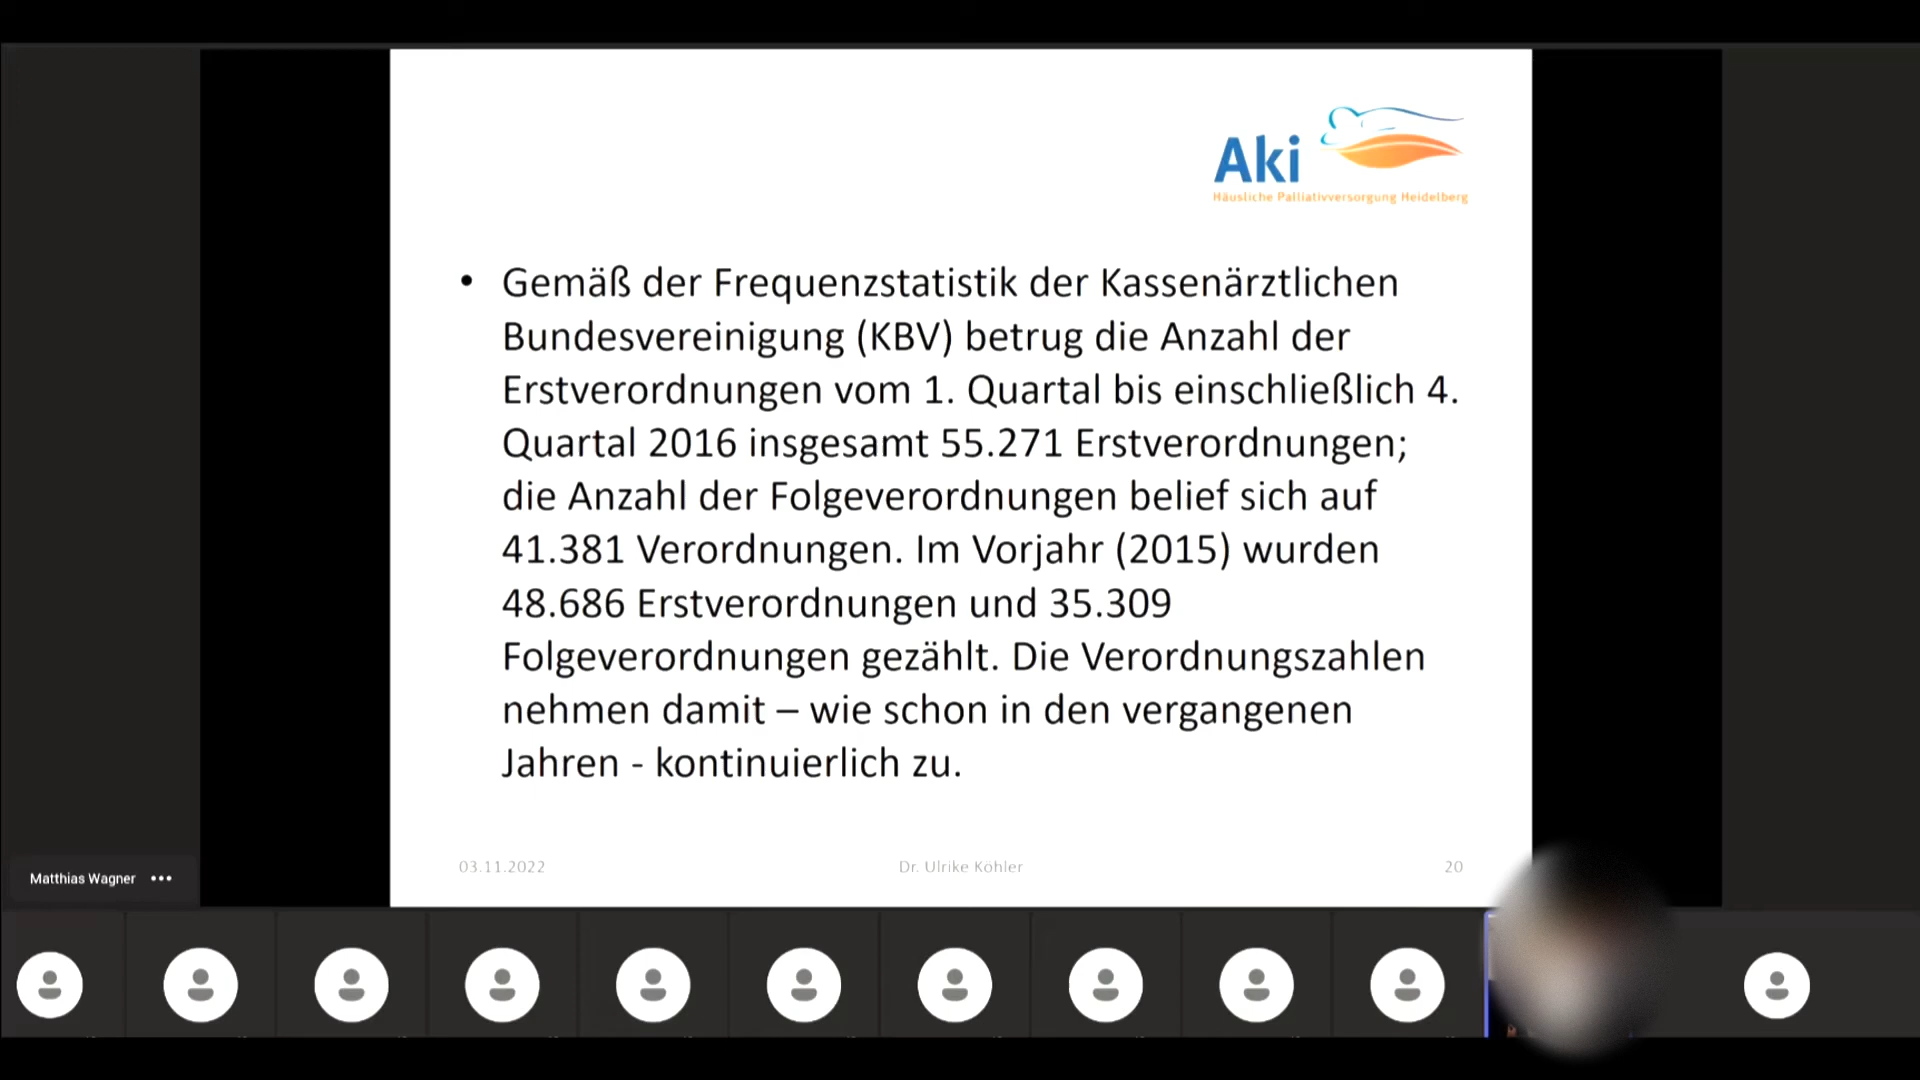 Aki
Häusliche Palliativversorgung Heidelberg
• Gemäß der Frequenzstatistik der Kassenärztlichen
Bundesvereinigung (KBV) betrug die Anzahl der
Erstverordnungen vom 1. Quartal bis einschließlich 4.
Quartal 2016 insgesamt 55.271 Erstverordnungen;
die Anzahl der Folgeverordnungen belief sich auf
41.381 Verordnungen. Im Vorjahr (2015) wurden
48.686 Erstverordnungen und 35.309
Folgeverordnungen gezählt. Die Verordnungszahlen
nehmen damit – wie schon in den vergangenen
Jahren - kontinuierlich zu.
03.11.2022
Dr. Ulrike Köhler
20
Matthias Wagner •••